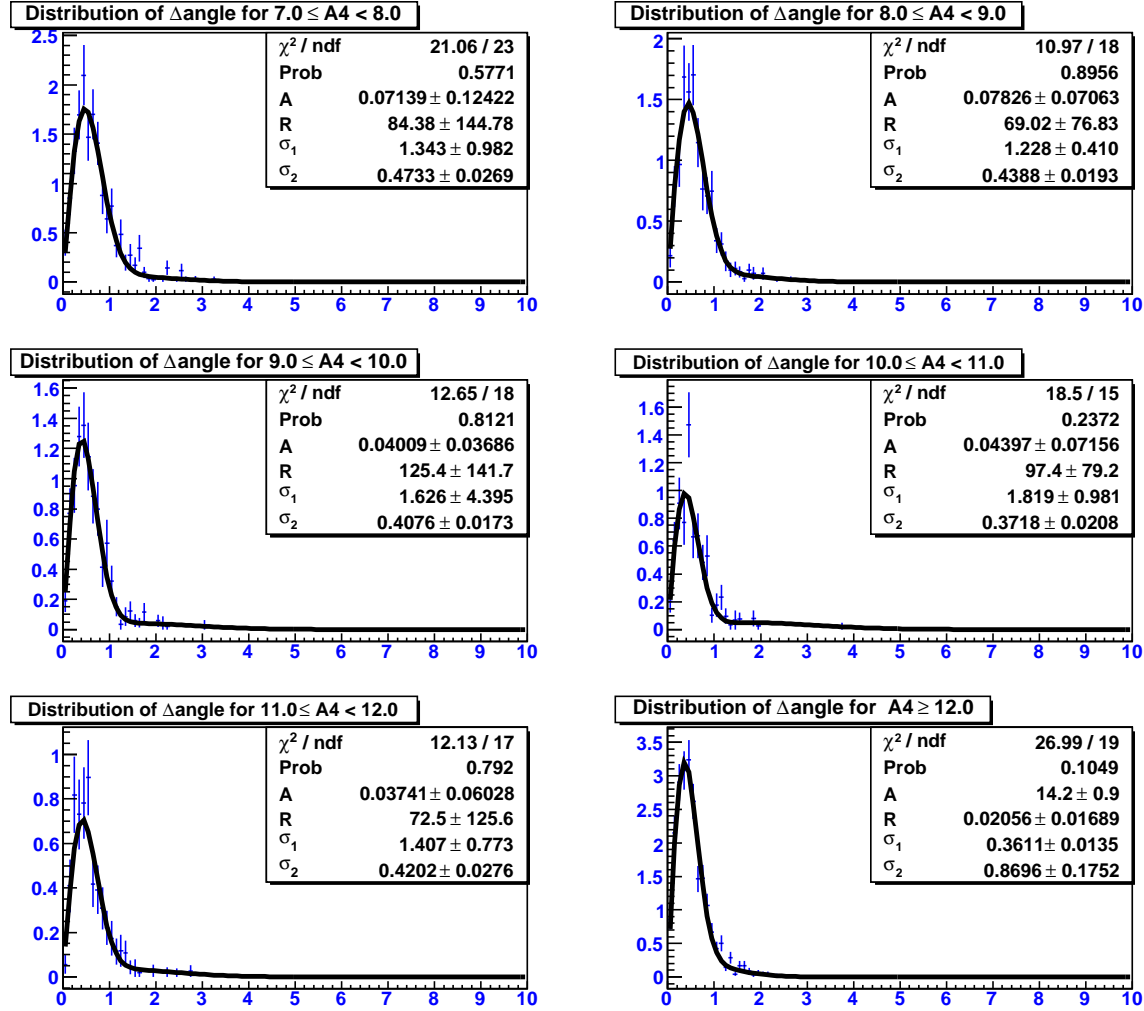 Distribution of Δangle for 7.0 ≤ A4 < 8.0
χ² / ndf 21.06 / 23
Prob 0.5771
A 0.07139 ± 0.12422
R 84.38 ± 144.78
σ₁ 1.343 ± 0.982
σ₂ 0.4733 ± 0.0269
2.5
2
1.5
1
0.5
0
0 1 2 3 4 5 6 7 8 9 10
Distribution of Δangle for 8.0 ≤ A4 < 9.0
χ² / ndf 10.97 / 18
Prob 0.8956
A 0.07826 ± 0.07063
R 69.02 ± 76.83
σ₁ 1.228 ± 0.410
σ₂ 0.4388 ± 0.0193
2
1.5
1
0.5
0
0 1 2 3 4 5 6 7 8 9 10
Distribution of Δangle for 9.0 ≤ A4 < 10.0
χ² / ndf 12.65 / 18
Prob 0.8121
A 0.04009 ± 0.03686
R 125.4 ± 141.7
σ₁ 1.626 ± 4.395
σ₂ 0.4076 ± 0.0173
1.6
1.4
1.2
1
0.8
0.6
0.4
0.2
0
0 1 2 3 4 5 6 7 8 9 10
Distribution of Δangle for 10.0 ≤ A4 < 11.0
χ² / ndf 18.5 / 15
Prob 0.2372
A 0.04397 ± 0.07156
R 97.4 ± 79.2
σ₁ 1.819 ± 0.981
σ₂ 0.3718 ± 0.0208
1.6
1.4
1.2
1
0.8
0.6
0.4
0.2
0
0 1 2 3 4 5 6 7 8 9 10
Distribution of Δangle for 11.0 ≤ A4 < 12.0
χ² / ndf 12.13 / 17
Prob 0.792
A 0.03741 ± 0.06028
R 72.5 ± 125.6
σ₁ 1.407 ± 0.773
σ₂ 0.4202 ± 0.0276
1
0.8
0.6
0.4
0.2
0
0 1 2 3 4 5 6 7 8 9 10
Distribution of Δangle for A4 ≥ 12.0
χ² / ndf 26.99 / 19
Prob 0.1049
A 14.2 ± 0.9
R 0.02056 ± 0.01689
σ₁ 0.3611 ± 0.0135
σ₂ 0.8696 ± 0.1752
3.5
3
2.5
2
1.5
1
0.5
0
0 1 2 3 4 5 6 7 8 9 10